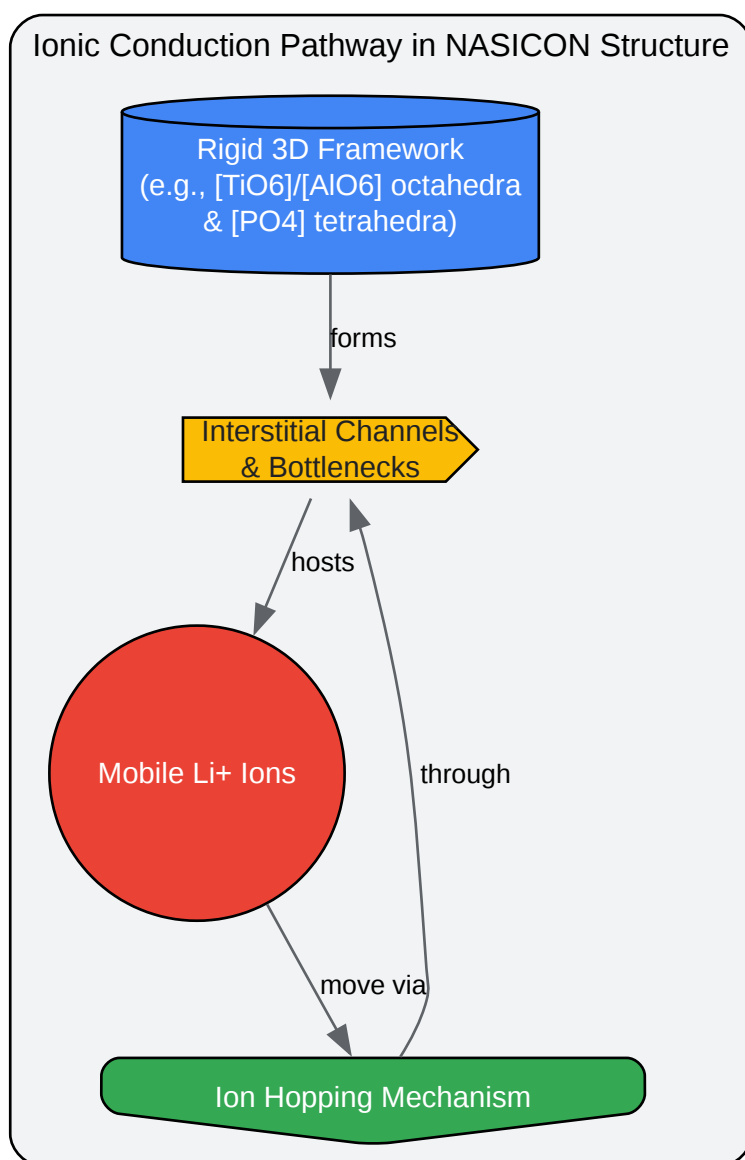 Ionic Conduction Pathway in NASICON Structure
Rigid 3D Framework
(e.g., [TiO6]/[AlO6] octahedra
& [PO4] tetrahedra)
forms
Interstitial Channels
& Bottlenecks
hosts
Mobile Li+ Ions
through
move via
Ion Hopping Mechanism